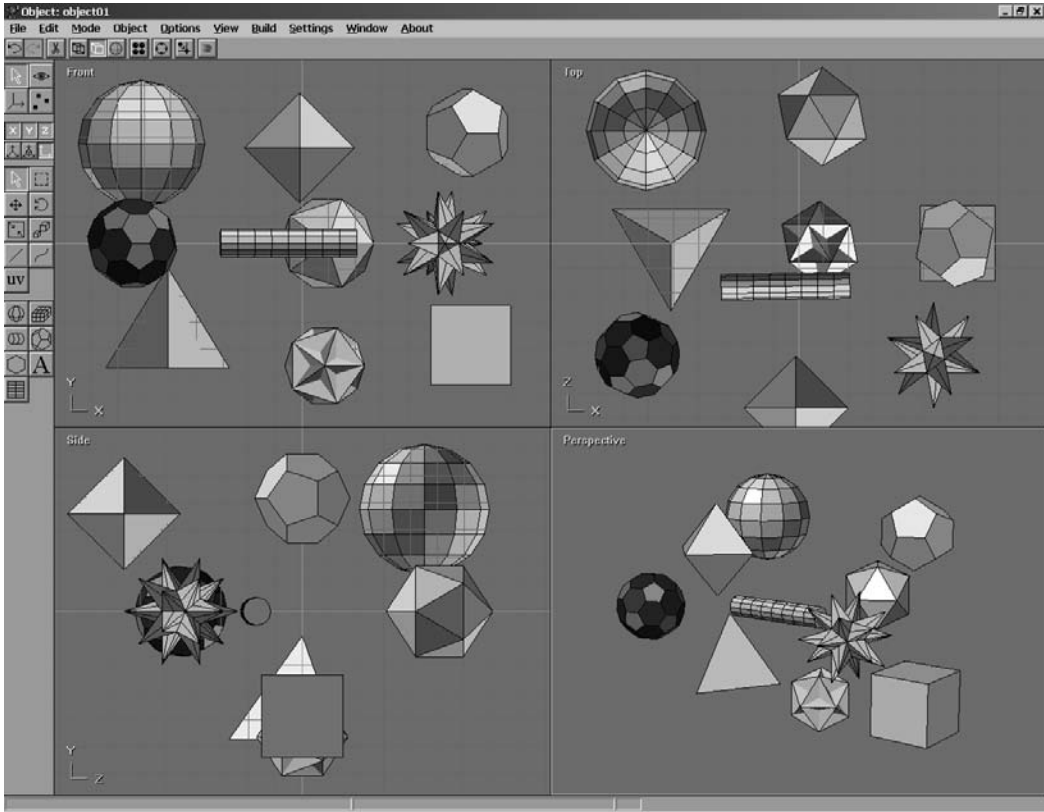 Object: object01
File Edit Mode Object Options View Build Settings Window About
Front
Top
X Y Z
uv
A
Y
X
Z
X
Side
Perspective
Y
Z